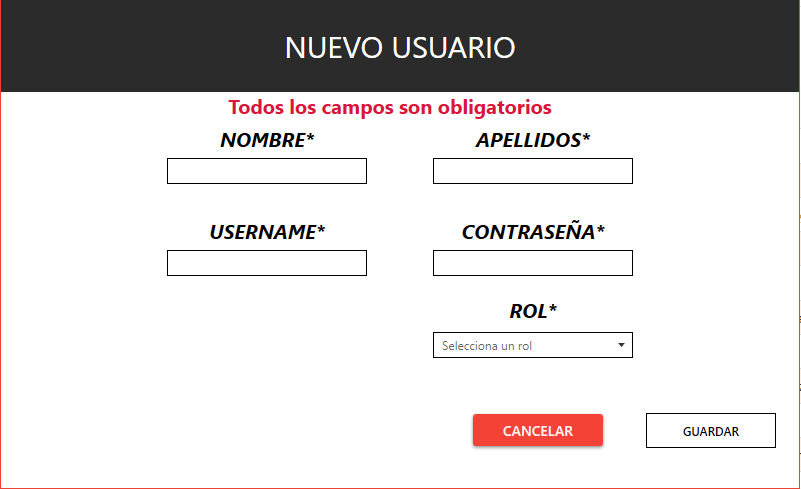 NUEVO USUARIO
Todos los campos son obligatorios
NOMBRE* APELLIDOS*
USERNAME* CONTRASEÑA*
ROL*
Selecciona un rol
CANCELAR GUARDAR